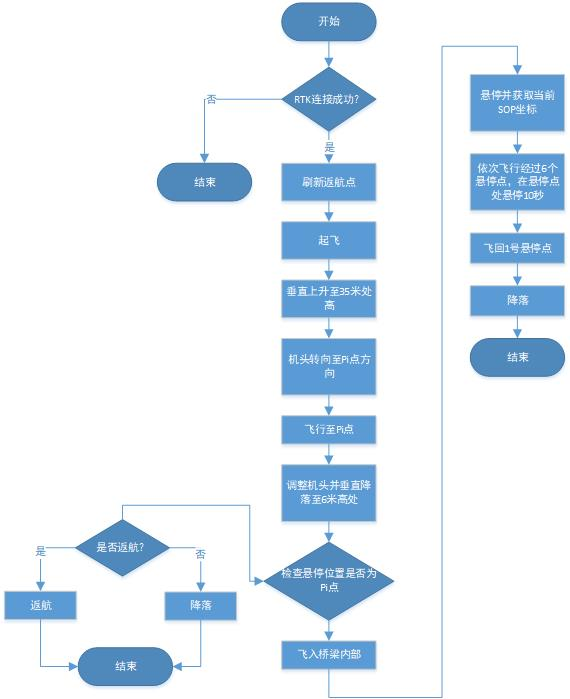 开始
RTK连接成功?
否
是
结束
刷新返航点
起飞
垂直上升至35米处
高
机头转向至Pi点方
向
飞行至Pi点
调整机头并垂直降
落至6米高处
检查悬停位置是否为
Pi点
飞入桥梁内部
是否返航?
是
否
返航
降落
结束
悬停并获取当前
SOP坐标
依次飞行经过6个
悬停点，在悬停点
处悬停10秒
飞回1号悬停点
降落
结束